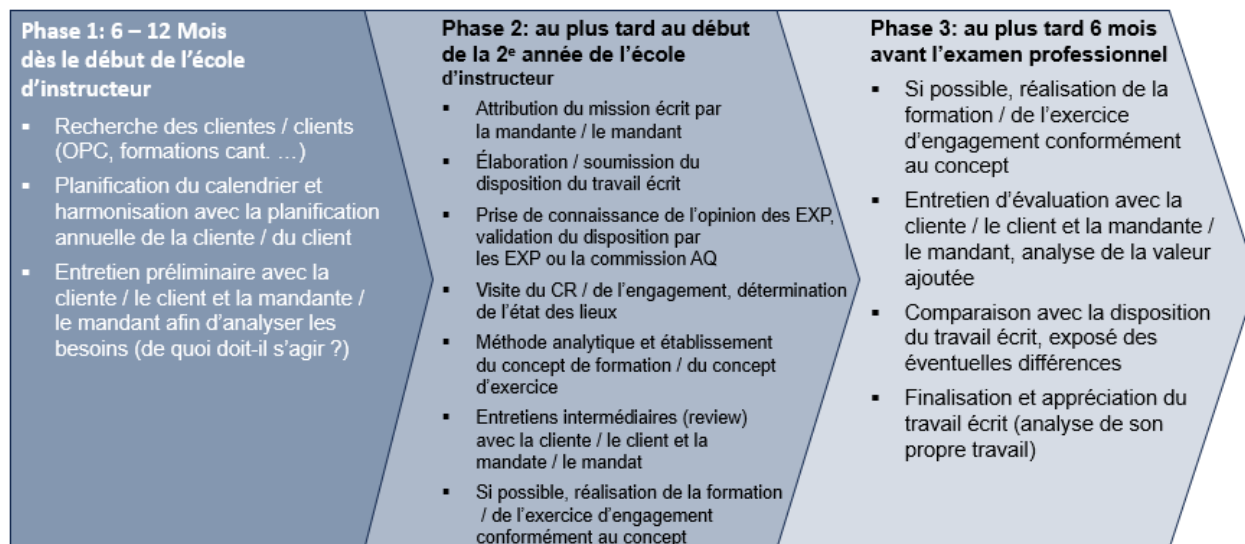 Phase 1: 6 – 12 Mois
dès le début de l'école
d'instructeur
▪ Recherche des clientes / clients
(OPC, formations cant. …)
▪ Planification du calendrier et
harmonisation avec la planification
annuelle de la cliente / du client
▪ Entretien préliminaire avec la
cliente / le client et la mandante /
le mandant afin d'analyser les
besoins (de quoi doit-il s'agir ?)
Phase 2: au plus tard au début
de la 2e année de l'école
d'instructeur
▪ Attribution du mission écrit par
la mandante / le mandant
▪ Élaboration / soumission du
disposition du travail écrit
▪ Prise de connaissance de l'opinion des EXP,
validation du disposition par
les EXP ou la commission AQ
▪ Visite du CR / de l'engagement, détermination
de l'état des lieux
▪ Méthode analytique et établissement
du concept de formation / du concept
d'exercice
▪ Entretiens intermédiaires (review)
avec la cliente / le client et la
mandate / le mandat
▪ Si possible, réalisation de la formation
/ de l'exercice d'engagement
conformément au concept
Phase 3: au plus tard 6 mois
avant l'examen professionnel
▪ Si possible, réalisation de la
formation / de l'exercice
d'engagement conformément
au concept
▪ Entretien d'évaluation avec la
cliente / le client et la mandante /
le mandant, analyse de la valeur
ajoutée
▪ Comparaison avec la disposition
du travail écrit, exposé des
éventuelles différences
▪ Finalisation et appréciation du
travail écrit (analyse de son
propre travail)